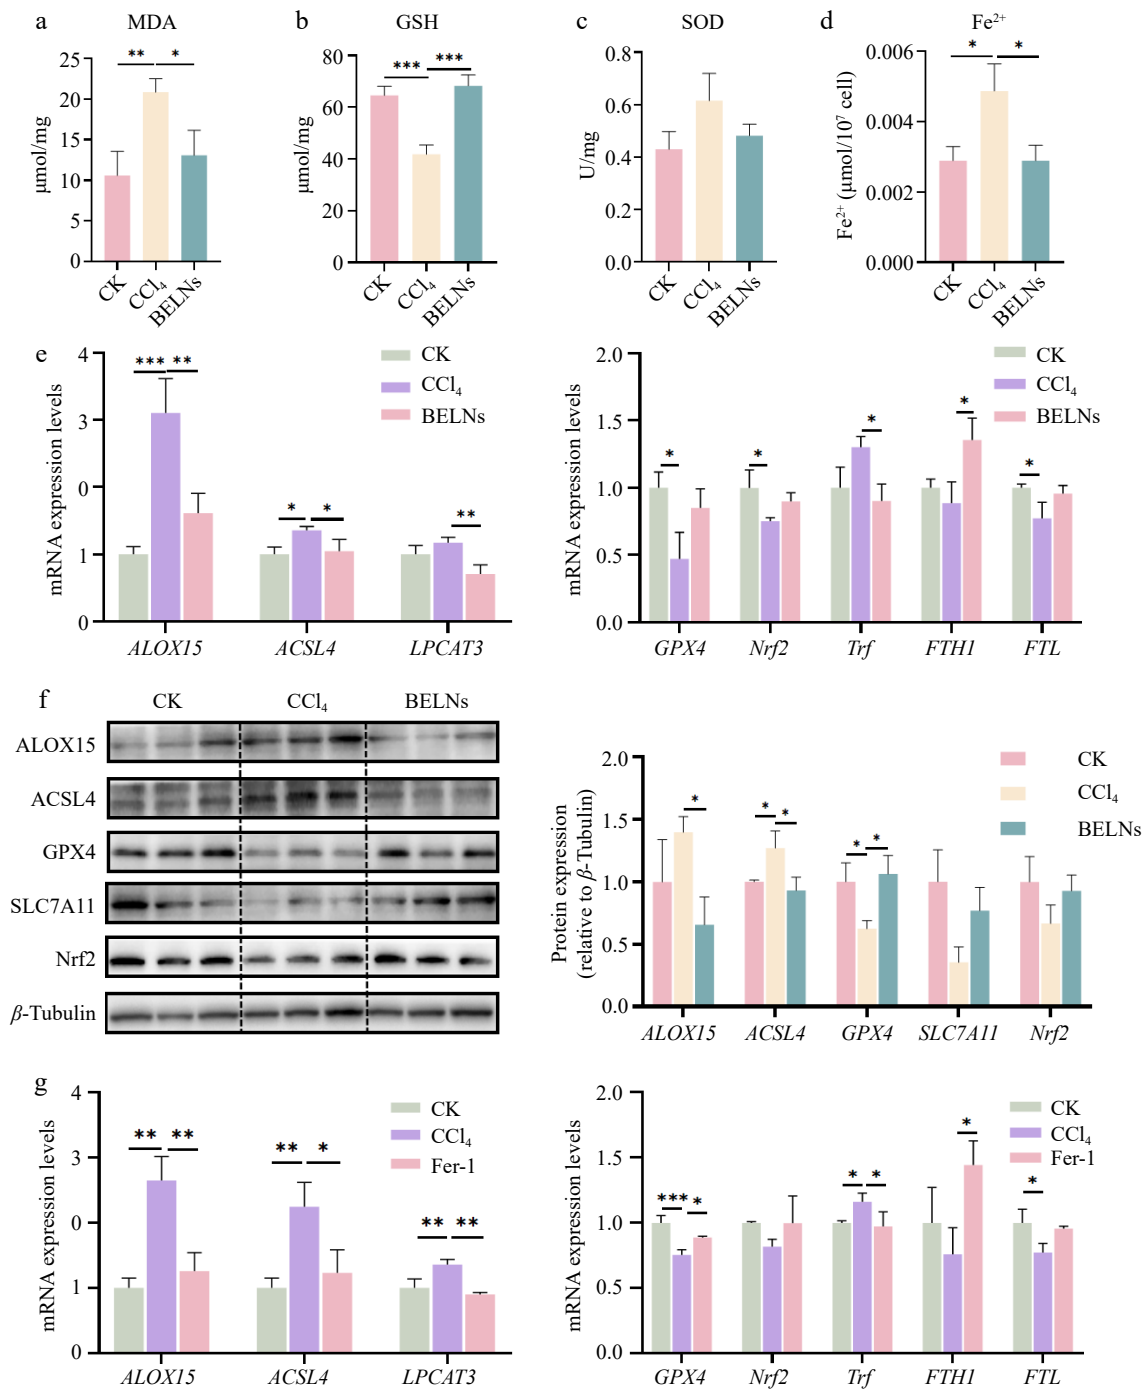 a MDA
μmol/mg
25
20
15
10
5
0
** *
CK CCl₄ BELNs
b GSH
μmol/mg
80
60
40
20
0
*** ***
CK CCl₄ BELNs
c SOD
U/mg
0.8
0.6
0.4
0.2
0.0
CK CCl₄ BELNs
d Fe²⁺
Fe²⁺ (μmol/10⁷ cell)
0.006
0.004
0.002
0.000
* *
CK CCl₄ BELNs
e
mRNA expression levels
4
3
0
1
0
*** ** * * **
CK
CCl₄
BELNs
ALOX15 ACSL4 LPCAT3
mRNA expression levels
2.0
1.5
1.0
0.5
0.0
* * * * *
CK
CCl₄
BELNs
GPX4 Nrf2 Trf FTH1 FTL
f CK CCl₄ BELNs
ALOX15
ACSL4
GPX4
SLC7A11
Nrf2
β-Tubulin
Protein expression
(relative to β-Tubulin)
2.0
1.5
1.0
0.5
0.0
* * * * *
CK
CCl₄
BELNs
ALOX15 ACSL4 GPX4 SLC7A11 Nrf2
g
mRNA expression levels
4
3
0
1
0
** ** ** * ** **
CK
CCl₄
Fer-1
ALOX15 ACSL4 LPCAT3
mRNA expression levels
2.0
1.5
1.0
0.5
0.0
*** * * * * *
CK
CCl₄
Fer-1
GPX4 Nrf2 Trf FTH1 FTL